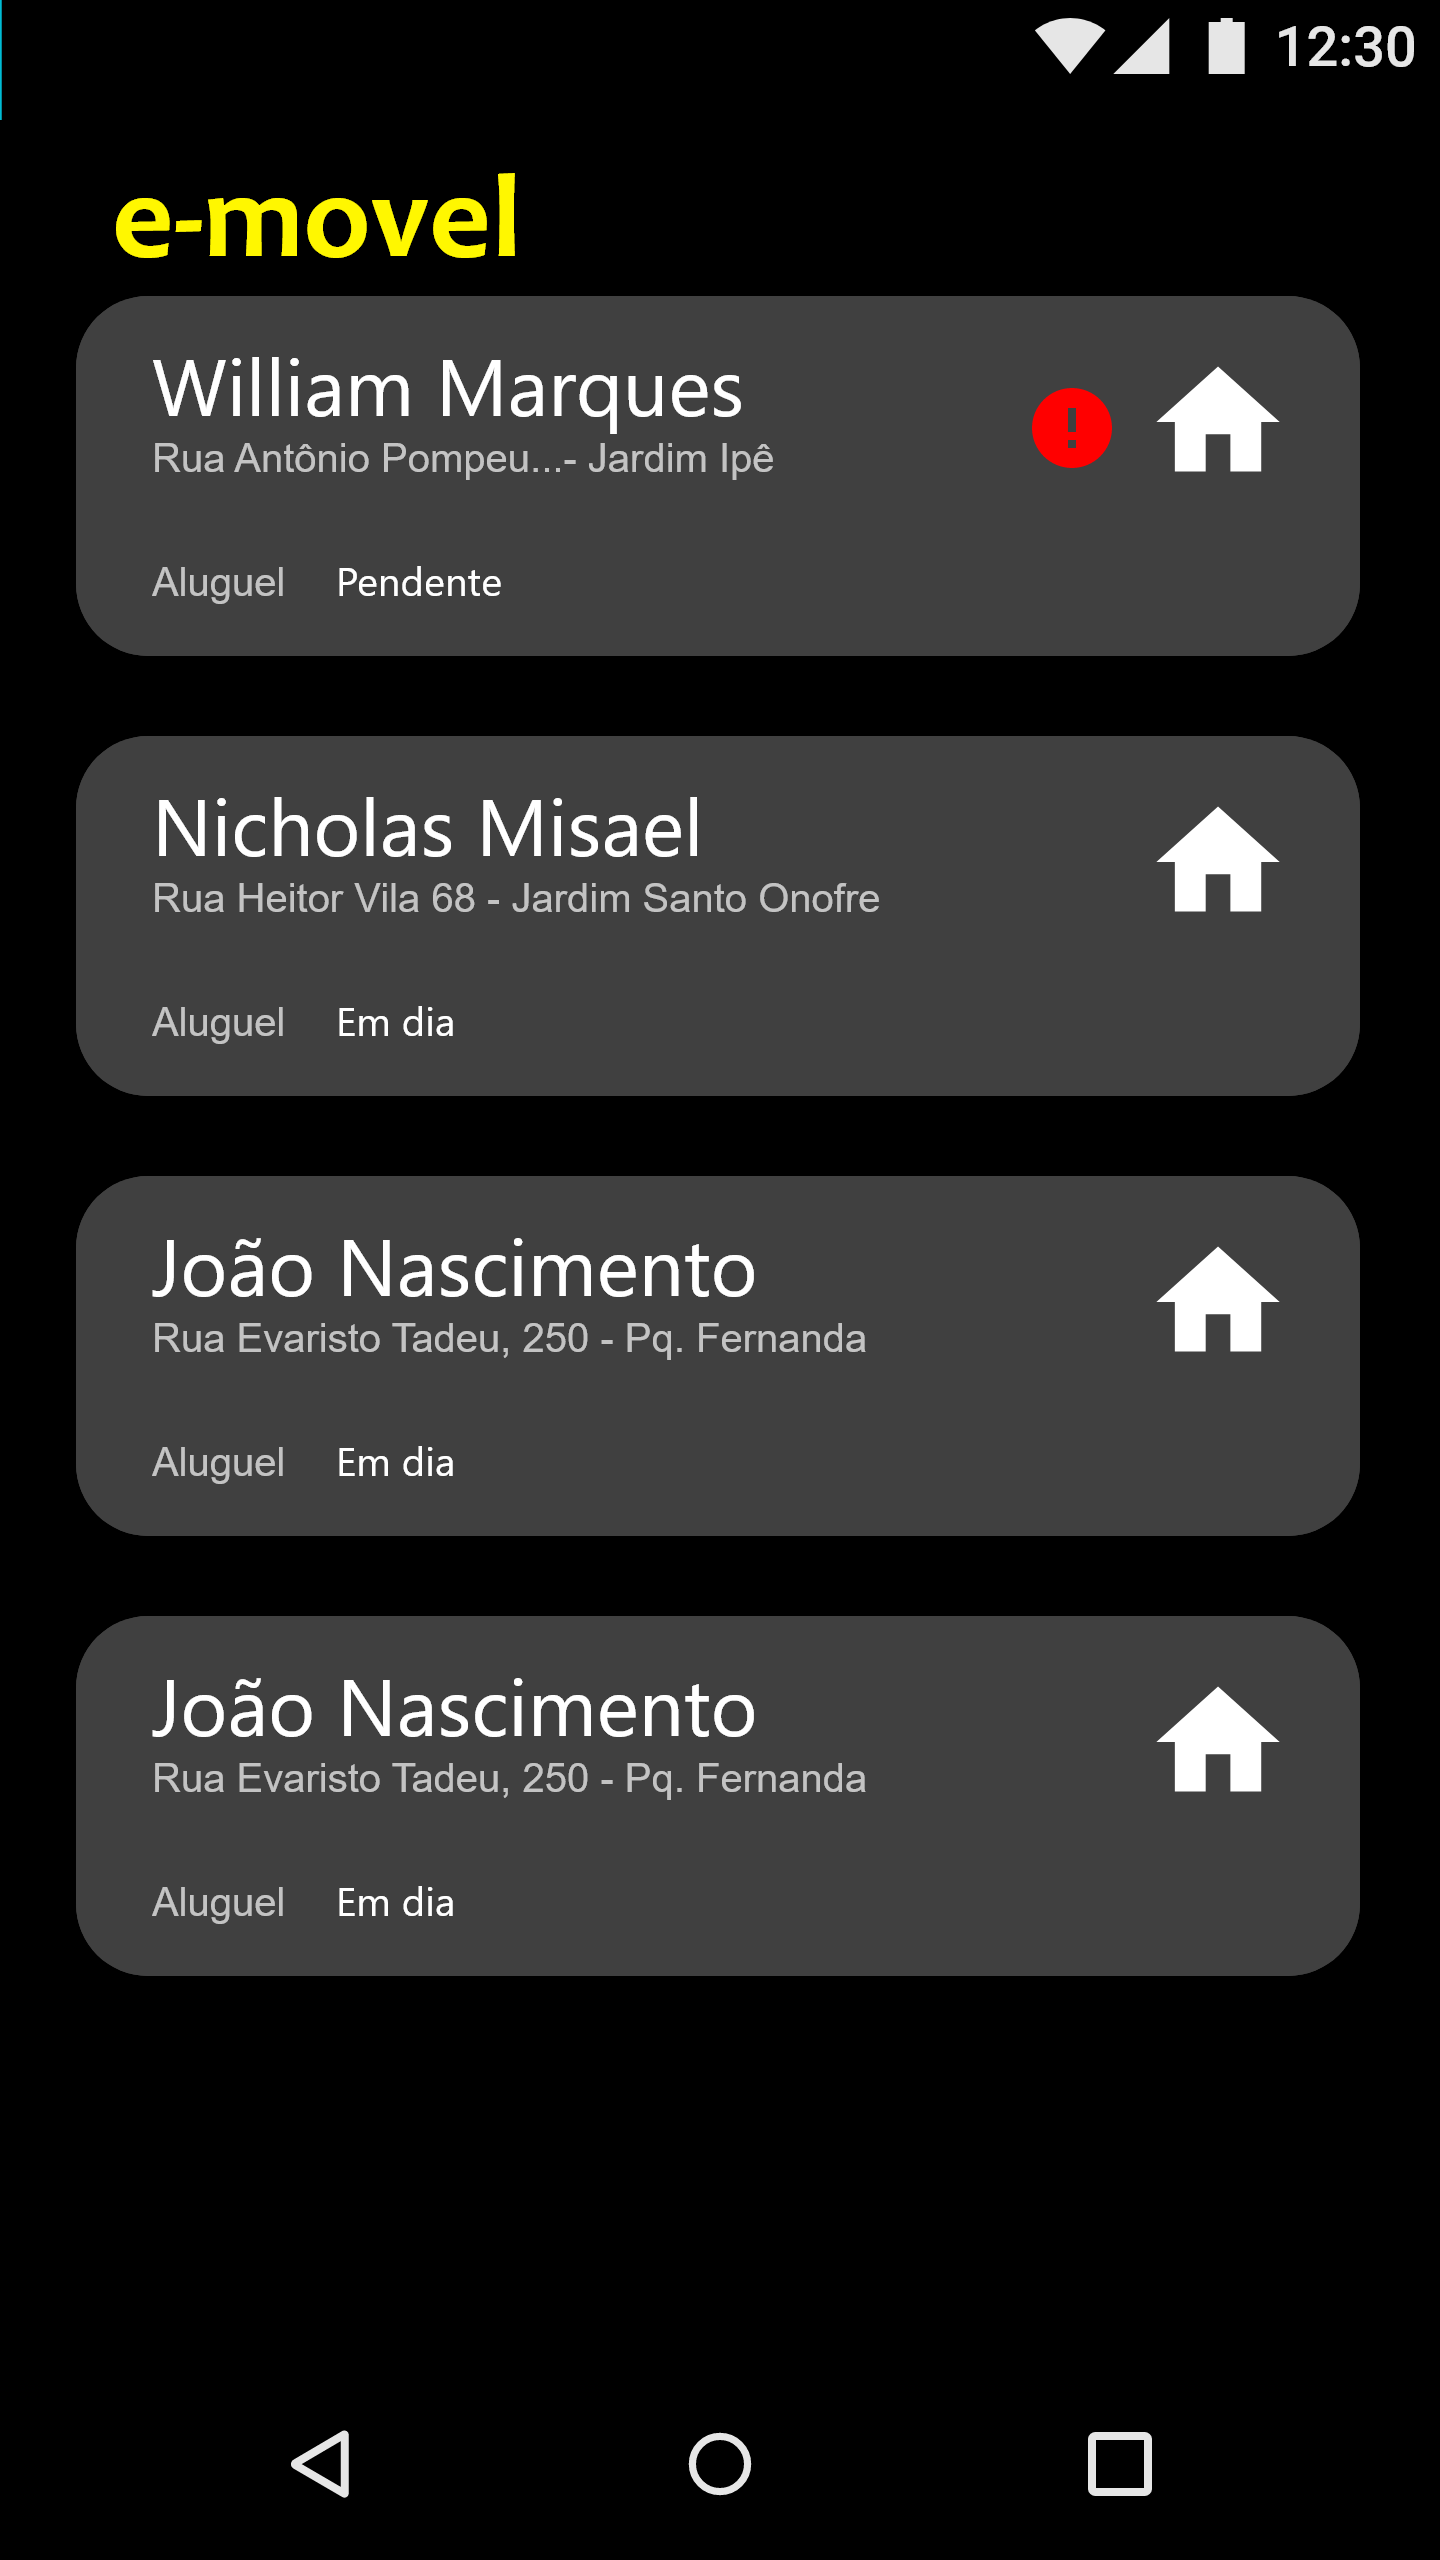 12:30
e-movel
William Marques
Rua Antônio Pompeu...- Jardim Ipê
Aluguel Pendente
Nicholas Misael
Rua Heitor Vila 68 - Jardim Santo Onofre
Aluguel Em dia
João Nascimento
Rua Evaristo Tadeu, 250 - Pq. Fernanda
Aluguel Em dia
João Nascimento
Rua Evaristo Tadeu, 250 - Pq. Fernanda
Aluguel Em dia